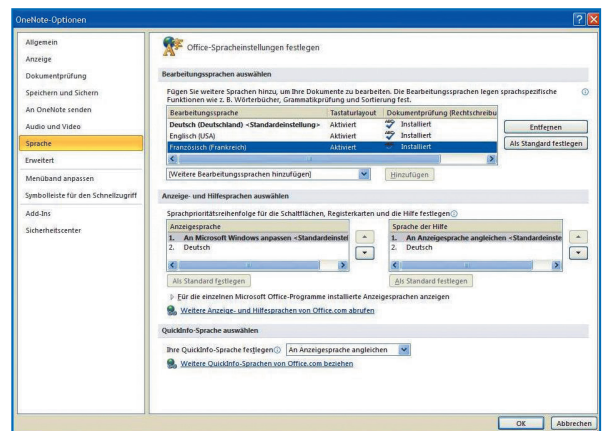 OneNote-Optionen
Allgemein
Anzeige
Dokumentprüfung
Speichern und Sichern
An OneNote senden
Audio und Video
Sprache
Erweitert
Menüband anpassen
Symbolleiste für den Schnellzugriff
Add-Ins
Sicherheitscenter
Office-Spracheinstellungen festlegen
Bearbeitungssprachen auswählen
Fügen Sie weitere Sprachen hinzu, um Ihre Dokumente zu bearbeiten. Die Bearbeitungssprachen legen sprachspezifische
Funktionen wie z. B. Wörterbücher, Grammatikprüfung und Sortierung fest.
Bearbeitungssprache Tastaturlayout Dokumentprüfung (Rechtschreibu
Deutsch (Deutschland) <Standardeinstellung> Aktiviert Installiert
Englisch (USA) Aktiviert Installiert
Französisch (Frankreich) Aktiviert Installiert
Entfernen
Als Standard festlegen
[Weitere Bearbeitungssprachen hinzufügen] Hinzufügen
Anzeige- und Hilfesprachen auswählen
Sprachprioritätsreihenfolge für die Schaltflächen, Registerkarten und die Hilfe festlegen
Anzeigesprache
1. An Microsoft Windows anpassen <Standardeinstel
2. Deutsch
Als Standard festlegen
Sprache der Hilfe
1. An Anzeigesprache angleichen <Standardeinste
2. Deutsch
Als Standard festlegen
Für die einzelnen Microsoft Office-Programme installierte Anzeigesprachen anzeigen
Weitere Anzeige- und Hilfesprachen von Office.com abrufen
QuickInfo-Sprache auswählen
Ihre QuickInfo-Sprache festlegen An Anzeigesprache angleichen
Weitere QuickInfo-Sprachen von Office.com beziehen
OK Abbrechen